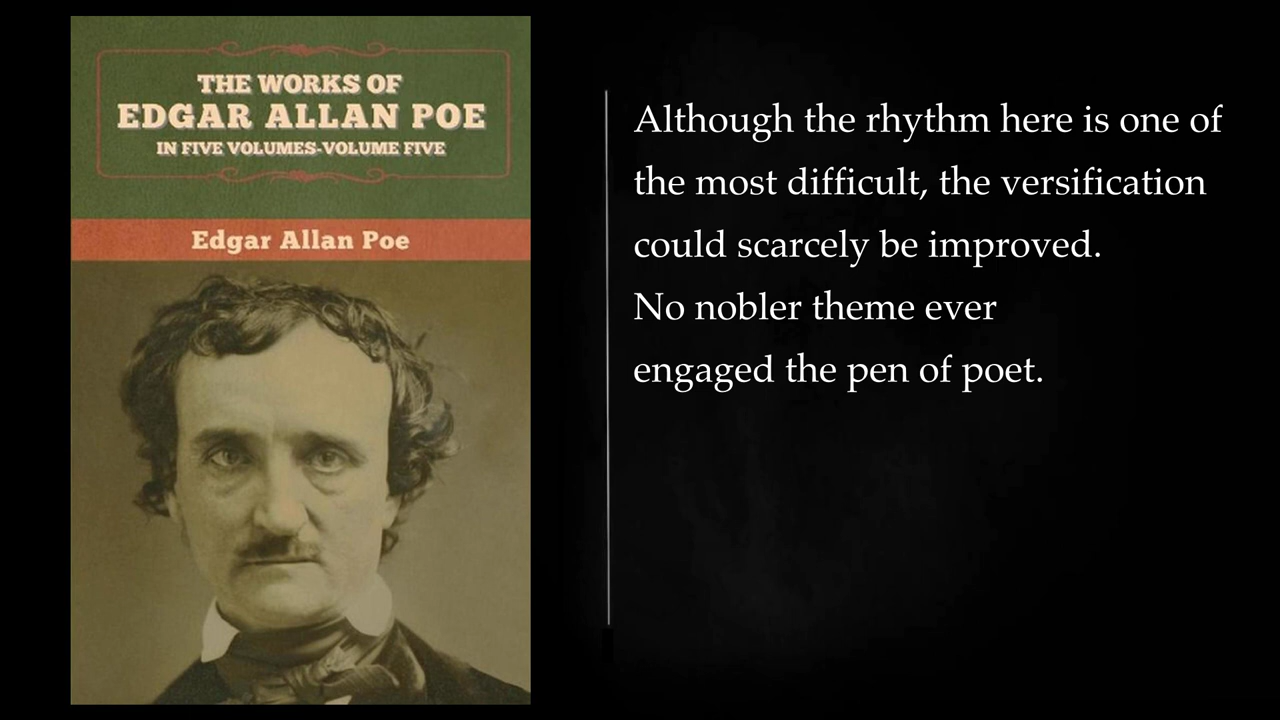 THE WORKS OF
EDGAR ALLAN POE
IN FIVE VOLUMES-VOLUME FIVE
Edgar Allan Poe
Although the rhythm here is one of
the most difficult, the versification
could scarcely be improved.
No nobler theme ever
engaged the pen of poet.